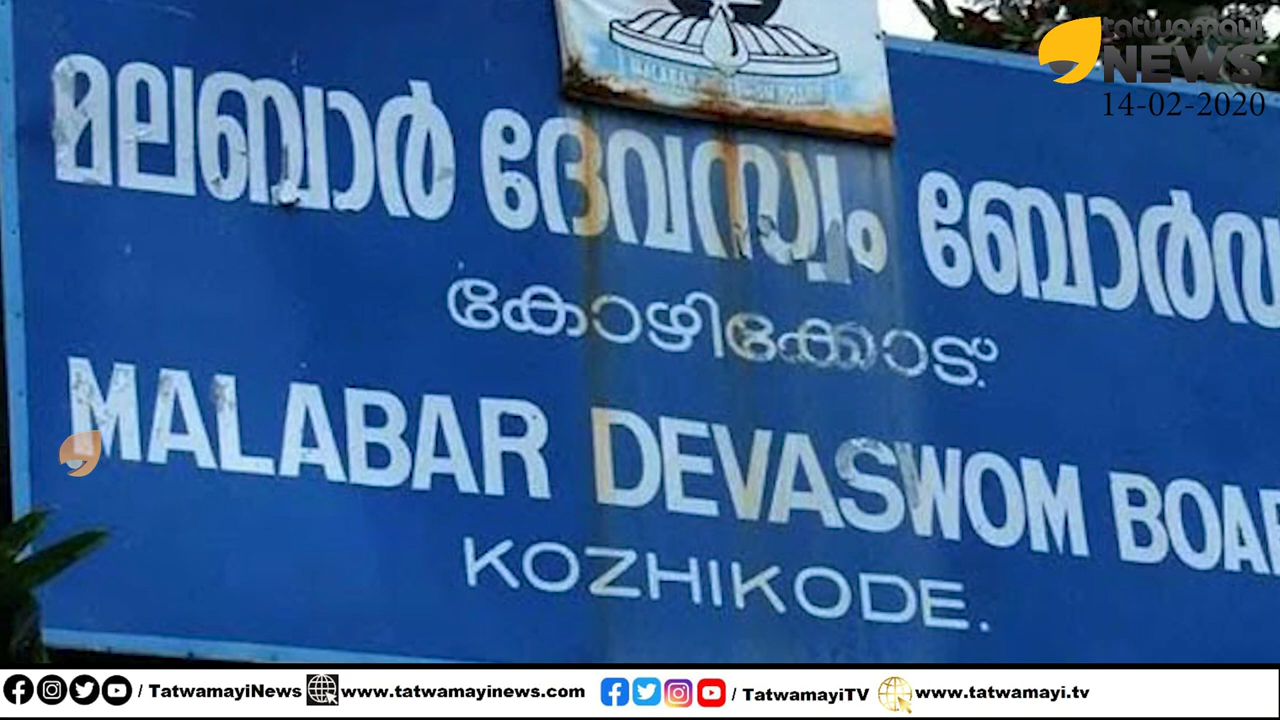 tatwamayi
NEWS
14-02-2020
മലബാർ ദേവസ്വം ബോർഡ
കോഴിക്കോട്.
MALABAR DEVASWOM BOAR
KOZHIKODE.
/ TatwamayiNews www.tatwamayinews.com / TatwamayiTV www.tatwamayi.tv